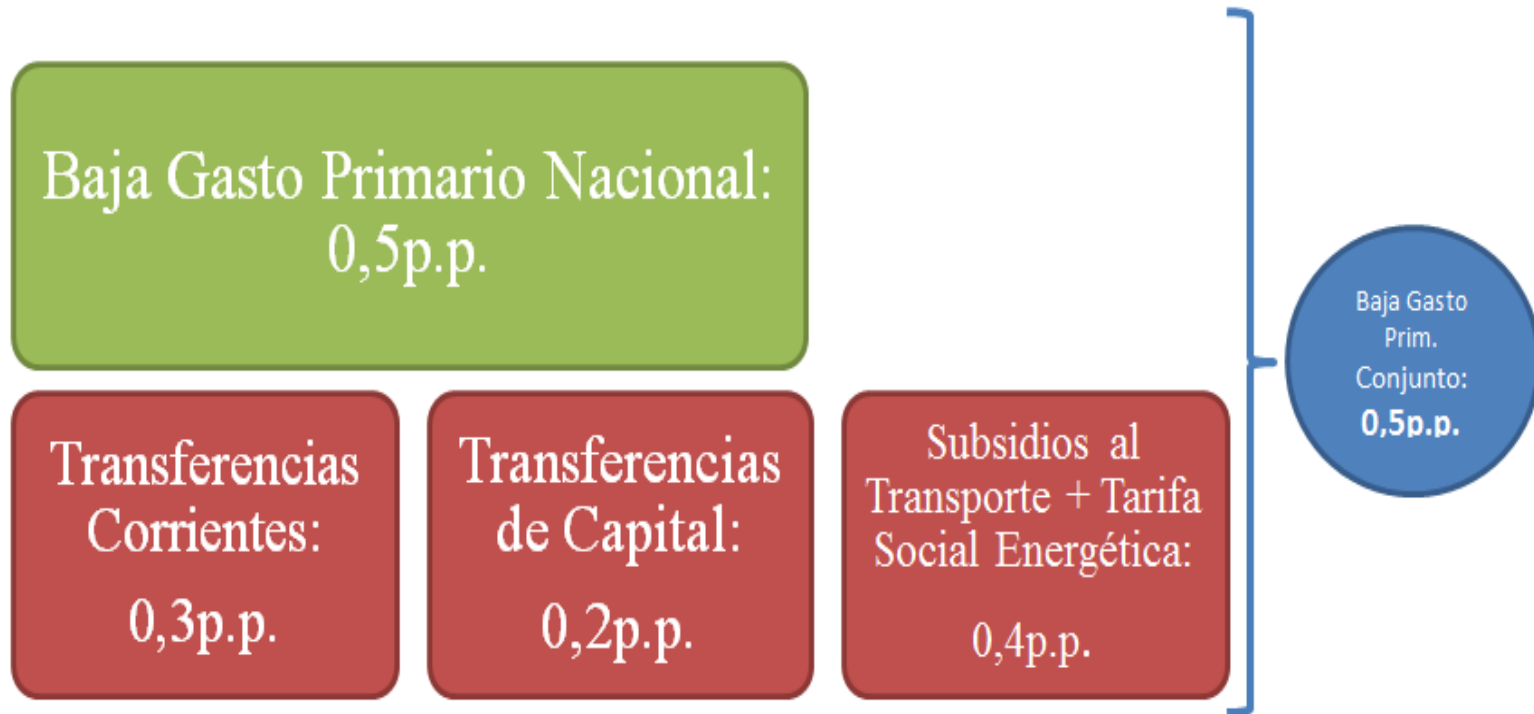 Baja Gasto Primario Nacional:
0,5p.p.
Transferencias
Corrientes:
0,3p.p.
Transferencias
de Capital:
0,2p.p.
Subsidios al
Transporte + Tarifa
Social Energética:
0,4p.p.
Baja Gasto
Prim.
Conjunto:
0,5p.p.